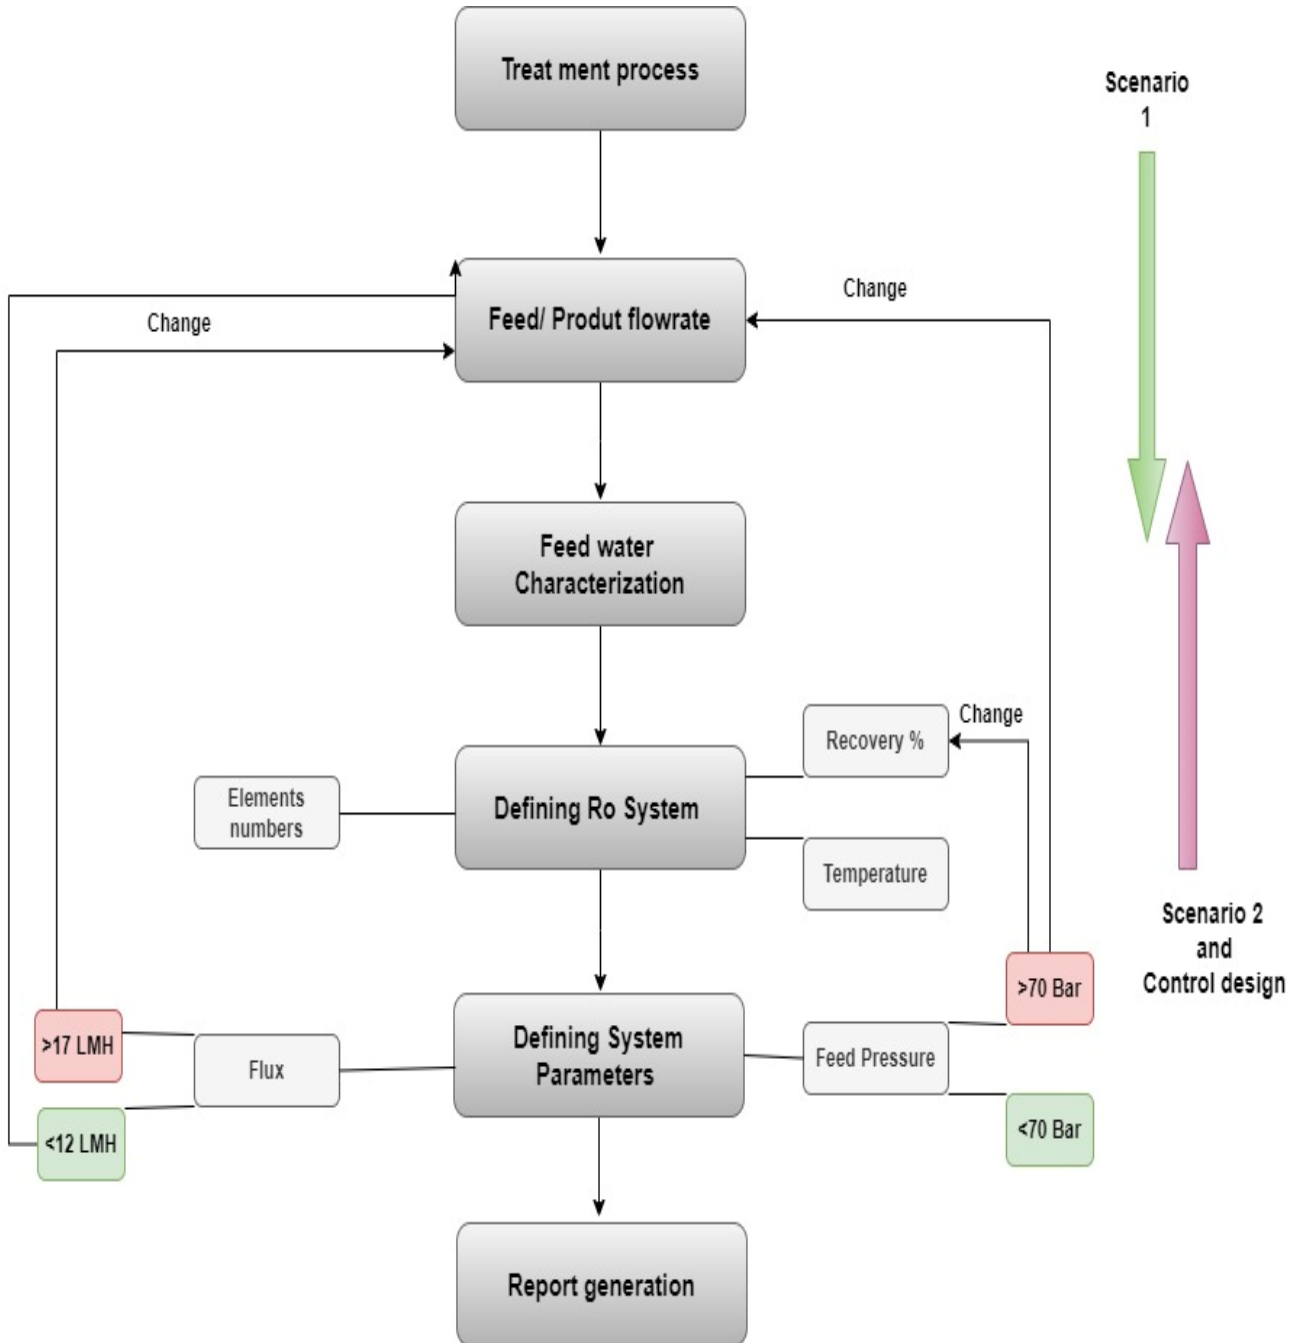 Treat ment process
Scenario
1
Change
Feed/ Produt flowrate
Change
Feed water
Characterization
Recovery %
Change
Elements
numbers
Defining Ro System
Temperature
Scenario 2
and
Control design
>70 Bar
>17 LMH
Flux
Defining System
Parameters
Feed Pressure
<12 LMH
<70 Bar
Report generation